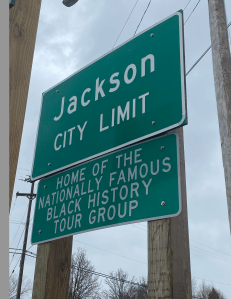 Jackson
CITY LIMIT
HOME OF THE
NATIONALLY FAMOUS
BLACK HISTORY
TOUR GROUP